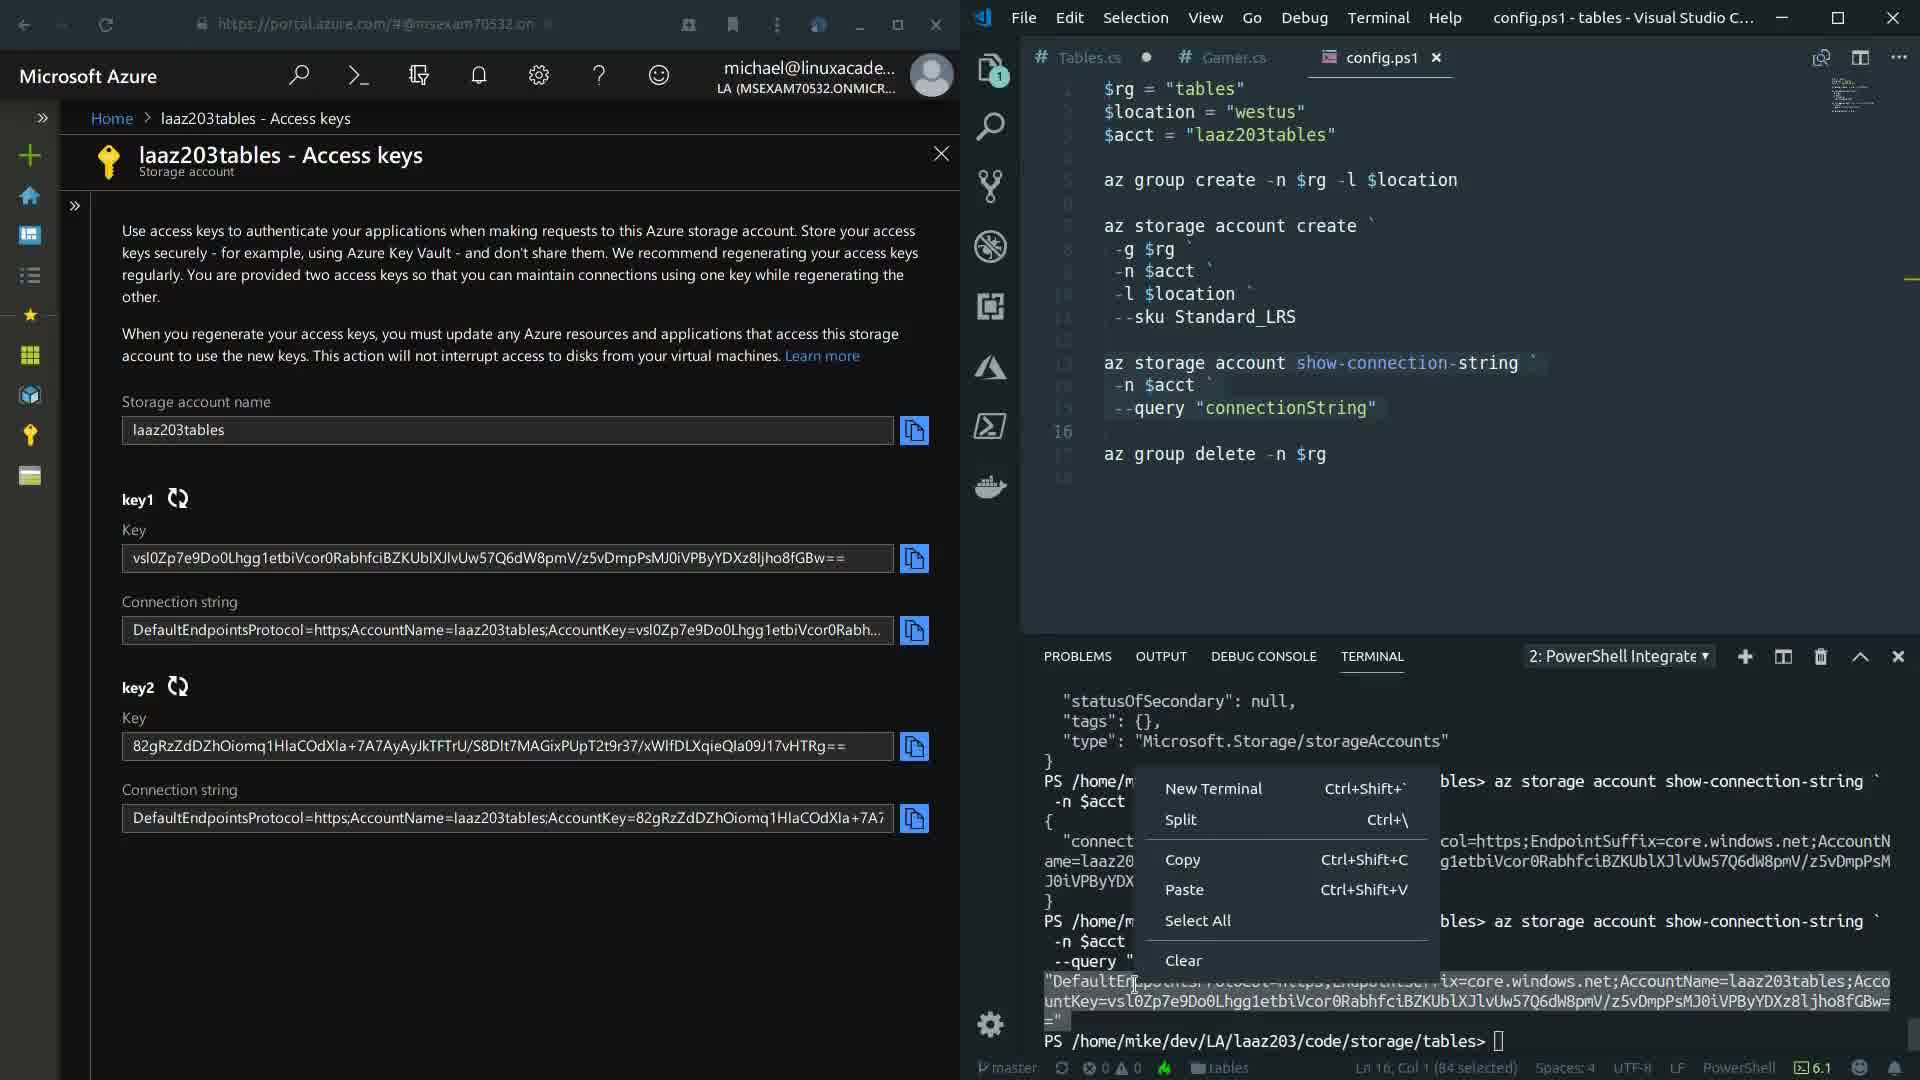 https://portal.azure.com/#@msexam70532.on
Microsoft Azure
michael@linuxacade...
LA (MSEXAM70532.ONMICR...
Home > laaz203tables - Access keys
laaz203tables - Access keys
Storage account
Use access keys to authenticate your applications when making requests to this Azure storage account. Store your access
keys securely - for example, using Azure Key Vault - and don't share them. We recommend regenerating your access keys
regularly. You are provided two access keys so that you can maintain connections using one key while regenerating the
other.
When you regenerate your access keys, you must update any Azure resources and applications that access this storage
account to use the new keys. This action will not interrupt access to disks from your virtual machines. Learn more
Storage account name
laaz203tables
key1
Key
vsl0Zp7e9Do0Lhgg1etbiVcor0RabhfciBZKUblXJlvUw57Q6dW8pmV/z5vDmpPsMJ0iVPByYDXz8ljho8fGBw==
Connection string
DefaultEndpointsProtocol=https;AccountName=laaz203tables;AccountKey=vsl0Zp7e9Do0Lhgg1etbiVcor0Rabh...
key2
Key
82gRzZdDZhOiomq1HlaCOdXla+7A7AyAyJkTFTrU/S8Dlt7MAGixPUpT2t9r37/xWlfDLXqieQIa09J17vHTRg==
Connection string
DefaultEndpointsProtocol=https;AccountName=laaz203tables;AccountKey=82gRzZdDZhOiomq1HlaCOdXla+7A7
File Edit Selection View Go Debug Terminal Help config.ps1 - tables - Visual Studio C...
1
# Tables.cs # Gamer.cs config.ps1
$rg = "tables"
$location = "westus"
$acct = "laaz203tables"
az group create -n $rg -l $location
az storage account create `
-g $rg `
-n $acct `
-l $location `
--sku Standard_LRS
az storage account show-connection-string `
-n $acct `
--query "connectionString"
16
az group delete -n $rg
PROBLEMS OUTPUT DEBUG CONSOLE TERMINAL 2: PowerShell Integrate
"statusOfSecondary": null,
"tags": {},
"type": "Microsoft.Storage/storageAccounts"
}
PS /home/m bles> az storage account show-connection-string `
-n $acct
{
"connect col=https;EndpointSuffix=core.windows.net;AccountN
ame=laaz20 g1etbiVcor0RabhfciBZKUblXJlvUw57Q6dW8pmV/z5vDmpPsM
J0iVPByYDX
}
PS /home/m bles> az storage account show-connection-string `
-n $acct
--query "
"DefaultEndpointsProtocol=https;EndpointSuffix=core.windows.net;AccountName=laaz203tables;Acco
untKey=vsl0Zp7e9Do0Lhgg1etbiVcor0RabhfciBZKUblXJlvUw57Q6dW8pmV/z5vDmpPsMJ0iVPByYDXz8ljho8fGBw=
="
PS /home/mike/dev/LA/laaz203/code/storage/tables>
New Terminal Ctrl+Shift+`
Split Ctrl+\
Copy Ctrl+Shift+C
Paste Ctrl+Shift+V
Select All
Clear
master 0 0 tables Ln 16, Col 1 (84 selected) Spaces: 4 UTF-8 LF PowerShell 6.1